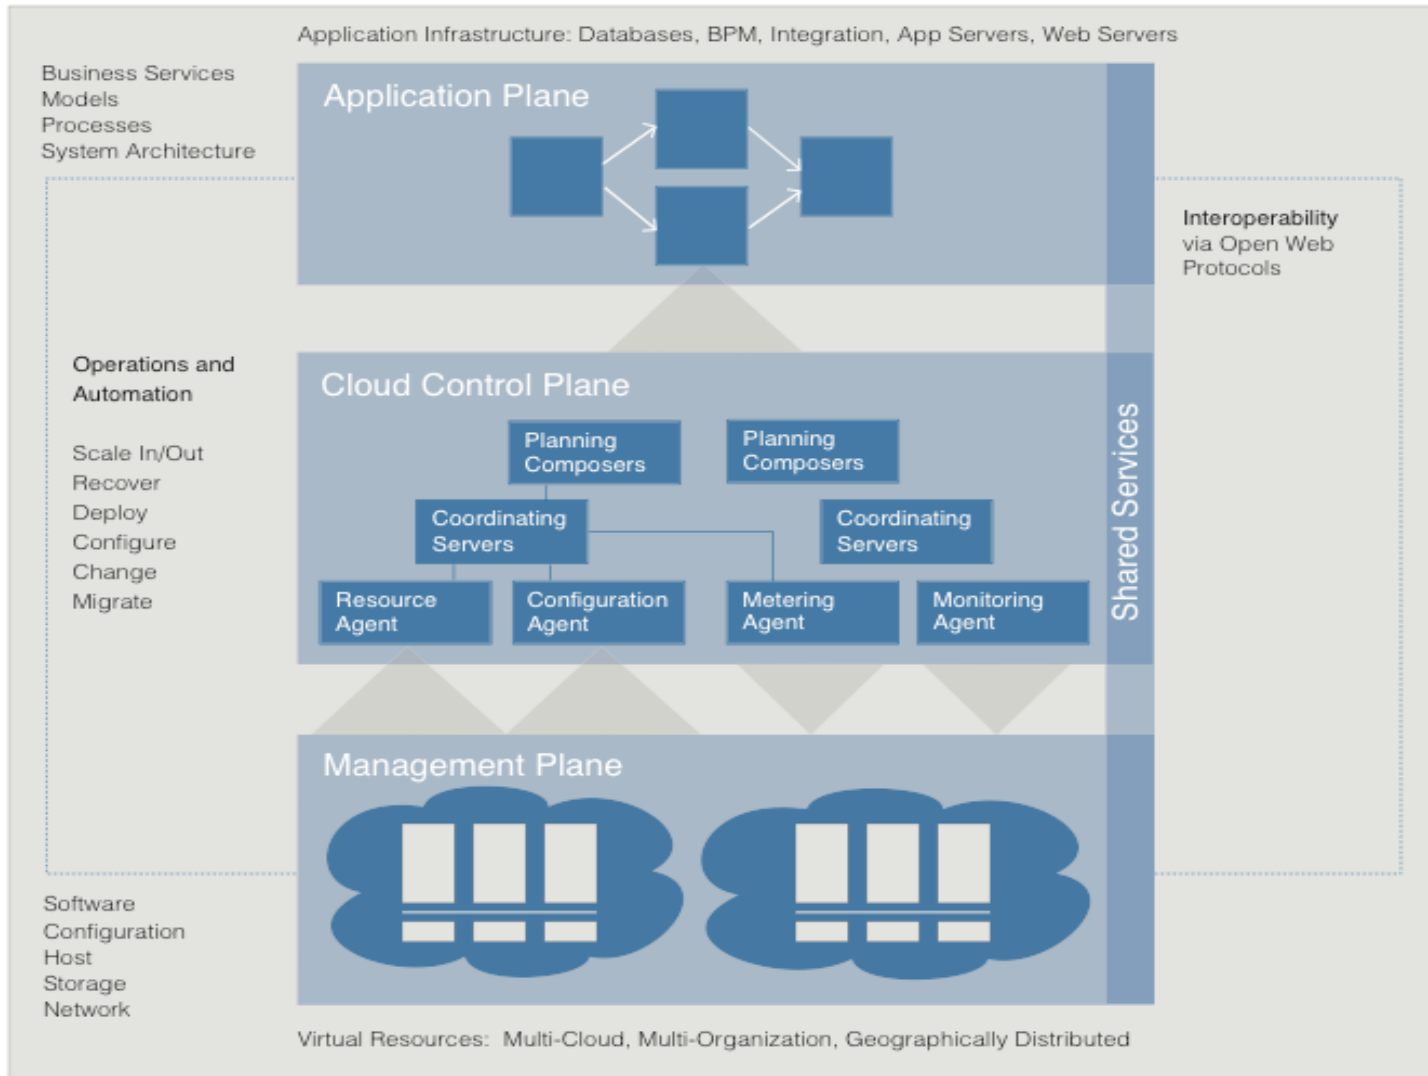 Application Infrastructure: Databases, BPM, Integration, App Servers, Web Servers
Business Services
Models
Processes
System Architecture
Application Plane
Interoperability
via Open Web
Protocols
Operations and
Automation
Scale In/Out
Recover
Deploy
Configure
Change
Migrate
Cloud Control Plane
Planning
Composers
Planning
Composers
Coordinating
Servers
Coordinating
Servers
Resource
Agent
Configuration
Agent
Metering
Agent
Monitoring
Agent
Shared Services
Management Plane
Software
Configuration
Host
Storage
Network
Virtual Resources: Multi-Cloud, Multi-Organization, Geographically Distributed